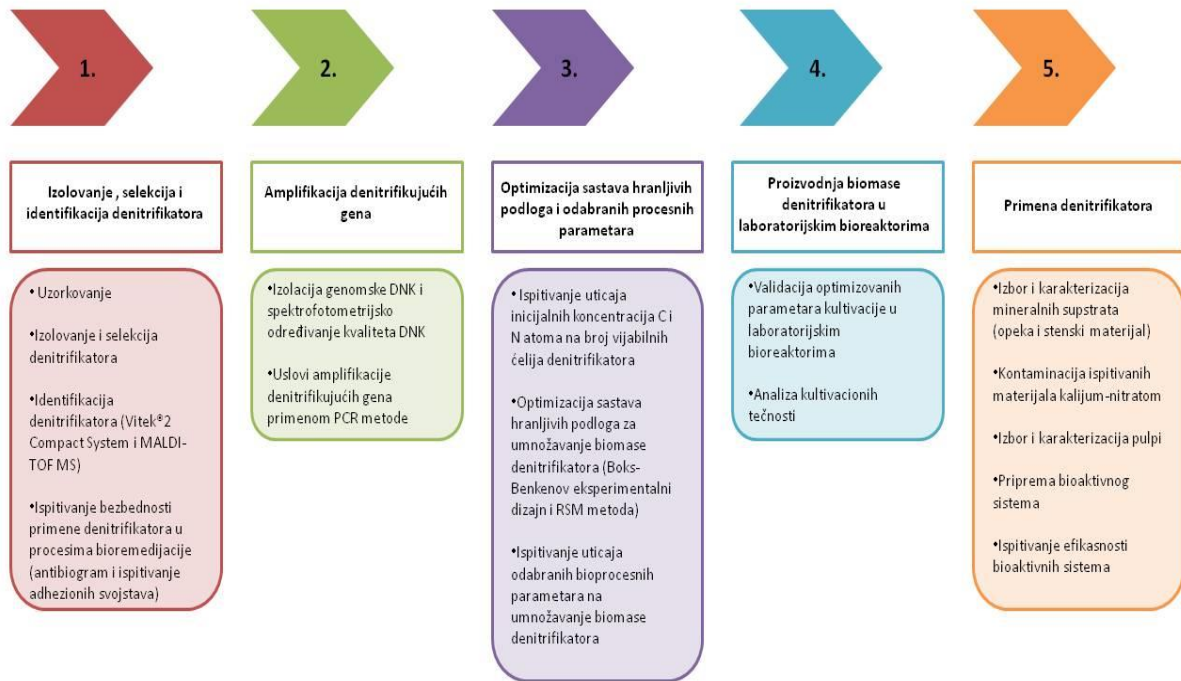 1.
Izolovanje , selekcija i
identifikacija denitrifikatora
•Uzorkovanje
•Izolovanje i selekcija
denitrifikatora
•Identifikacija
denitrifikatora (Vitek®2
Compact System i MALDI-
TOF MS)
•Ispitivanje bezbednosti
primene denitrifikatora u
procesima bioremedijacije
(antibiogram i ispitivanje
adhezionih svojstava)
2.
Amplifikacija denitrifikujućih
gena
•Izolacija genomske DNK i
spektrofotometrijsko
određivanje kvaliteta DNK
•Uslovi amplifikacije
denitrifikujućih gena
primenom PCR metode
3.
Optimizacija sastava hranljivih
podloga i odabranih procesnih
parametara
•Ispitivanje uticaja
inicijalnih koncentracija C i
N atoma na broj vijabilnih
ćelija denitrifikatora
•Optimizacija sastava
hranljivih podloga za
umnožavanje biomase
denitrifikatora (Boks-
Benkenov eksperimentalni
dizajn i RSM metoda)
•Ispitivanje uticaja
odabranih bioprocesnih
parametara na
umnožavanje biomase
denitrifikatora
4.
Proizvodnja biomase
denitrifikatora u
laboratorijskim bioreaktorima
•Validacija optimizovanih
parametara kultivacije u
laboratorijskim
bioreaktorima
•Analiza kultivacionih
tečnosti
5.
Primena denitrifikatora
•Izbor i karakterizacija
mineralnih supstrata
(opeka i stenski materijal)
•Kontaminacija ispitivanih
materijala kalijum-nitratom
•Izbor i karakterizacija pulpi
•Priprema bioaktivnog
sistema
•Ispitivanje efikasnosti
bioaktivnih sistema